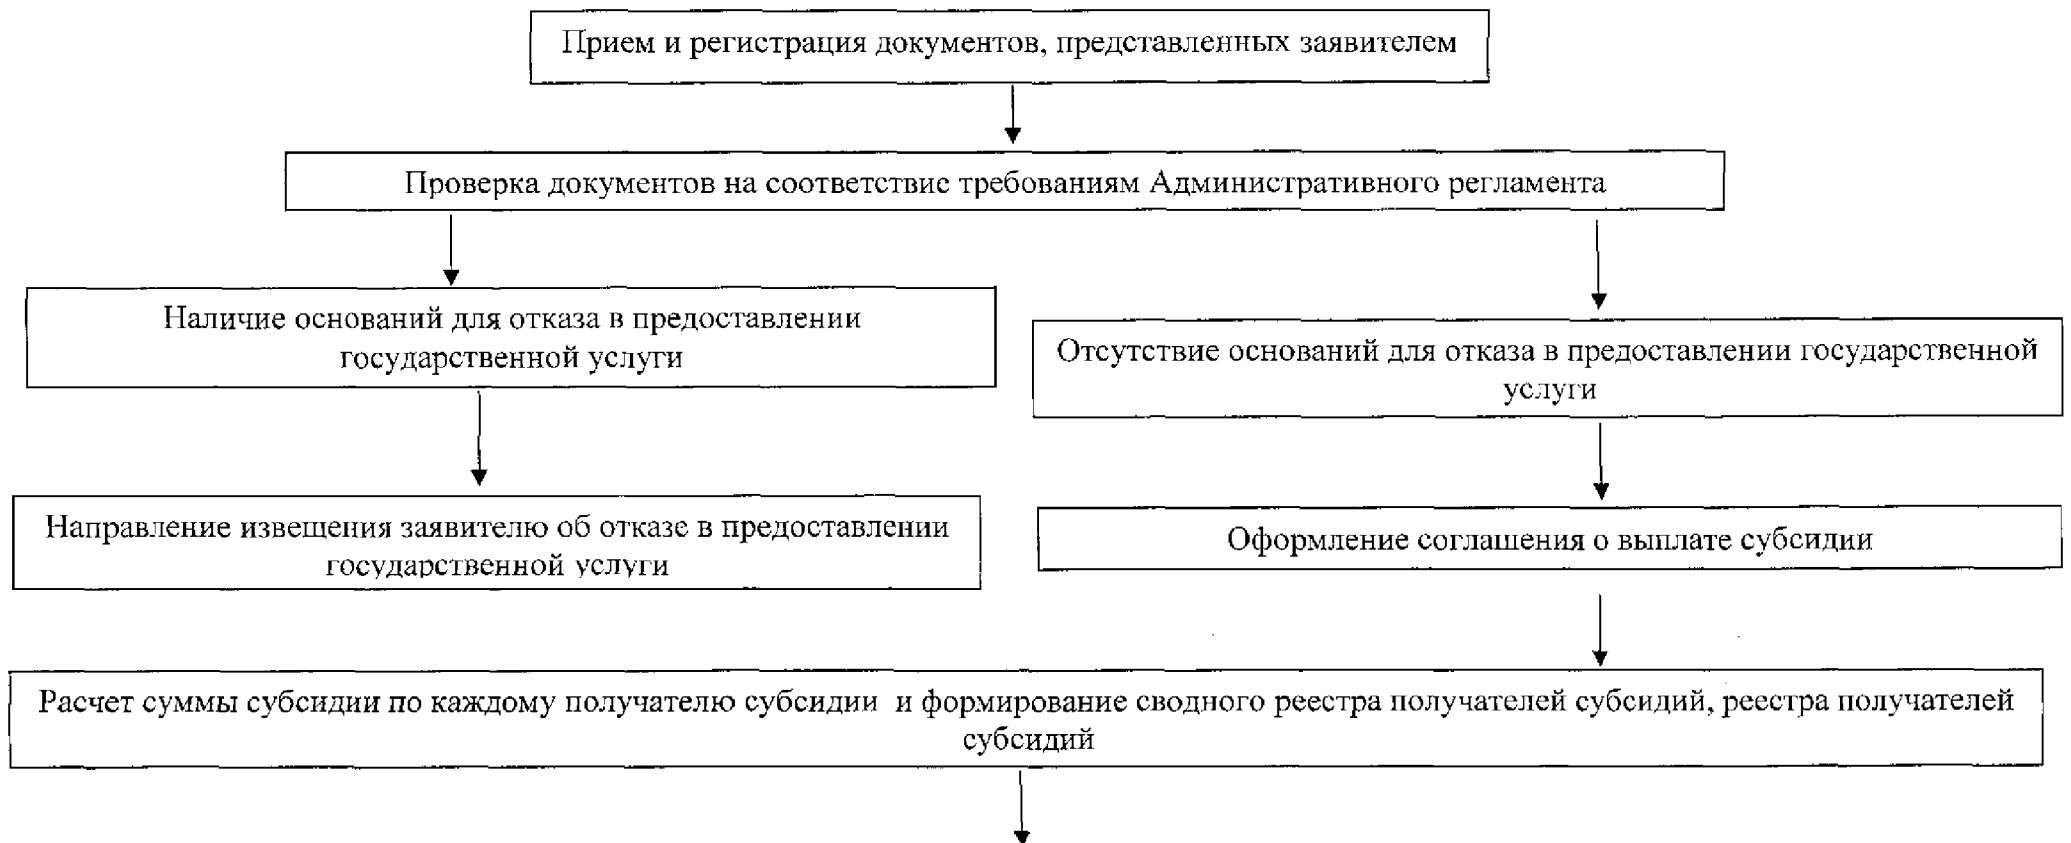 Прием и регистрация документов, представленных заявителем
Проверка документов на соответствие требованиям Административного регламента
Наличие оснований для отказа в предоставлении
государственной услуги
Отсутствие оснований для отказа в предоставлении государственной
услуги
Направление извещения заявителю об отказе в предоставлении
государственной услуги
Оформление соглашения о выплате субсидии
Расчет суммы субсидии по каждому получателю субсидии и формирование сводного реестра получателей субсидий, реестра получателей
субсидий